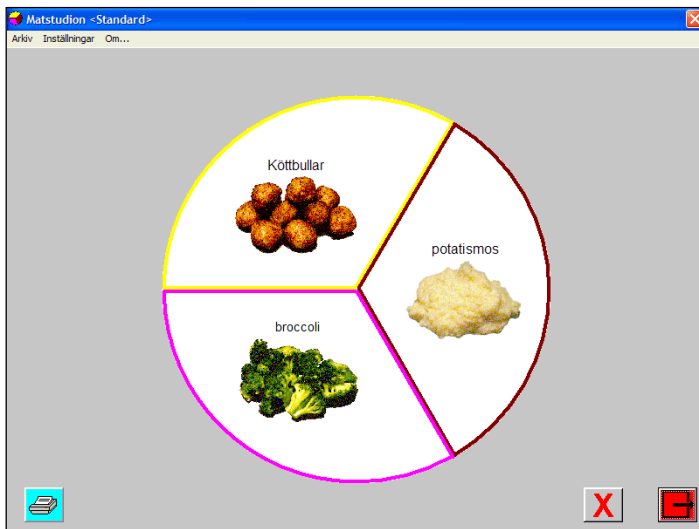 Matstudion <Standard>
Arkiv Inställningar Om...
Köttbullar
potatismos
broccoli
X